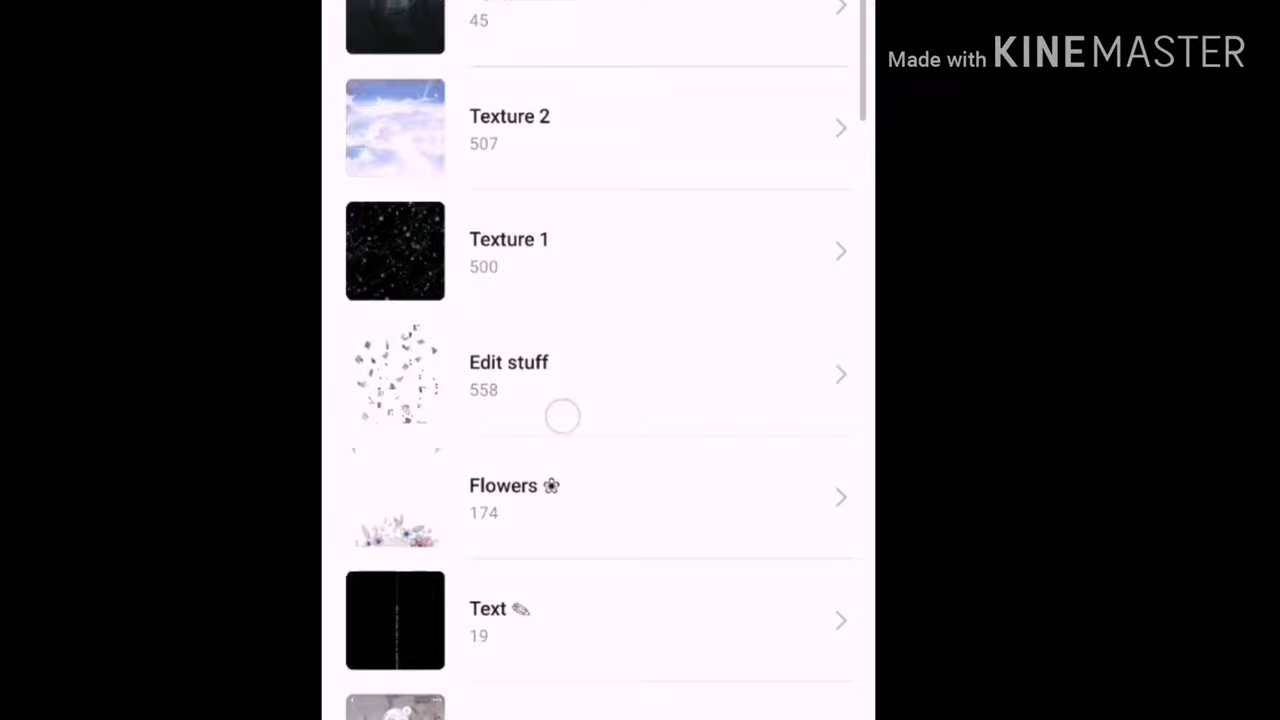 45
Made with KINEMASTER
Texture 2
507
Texture 1
500
Edit stuff
558
Flowers ❀
174
Text ✎
19